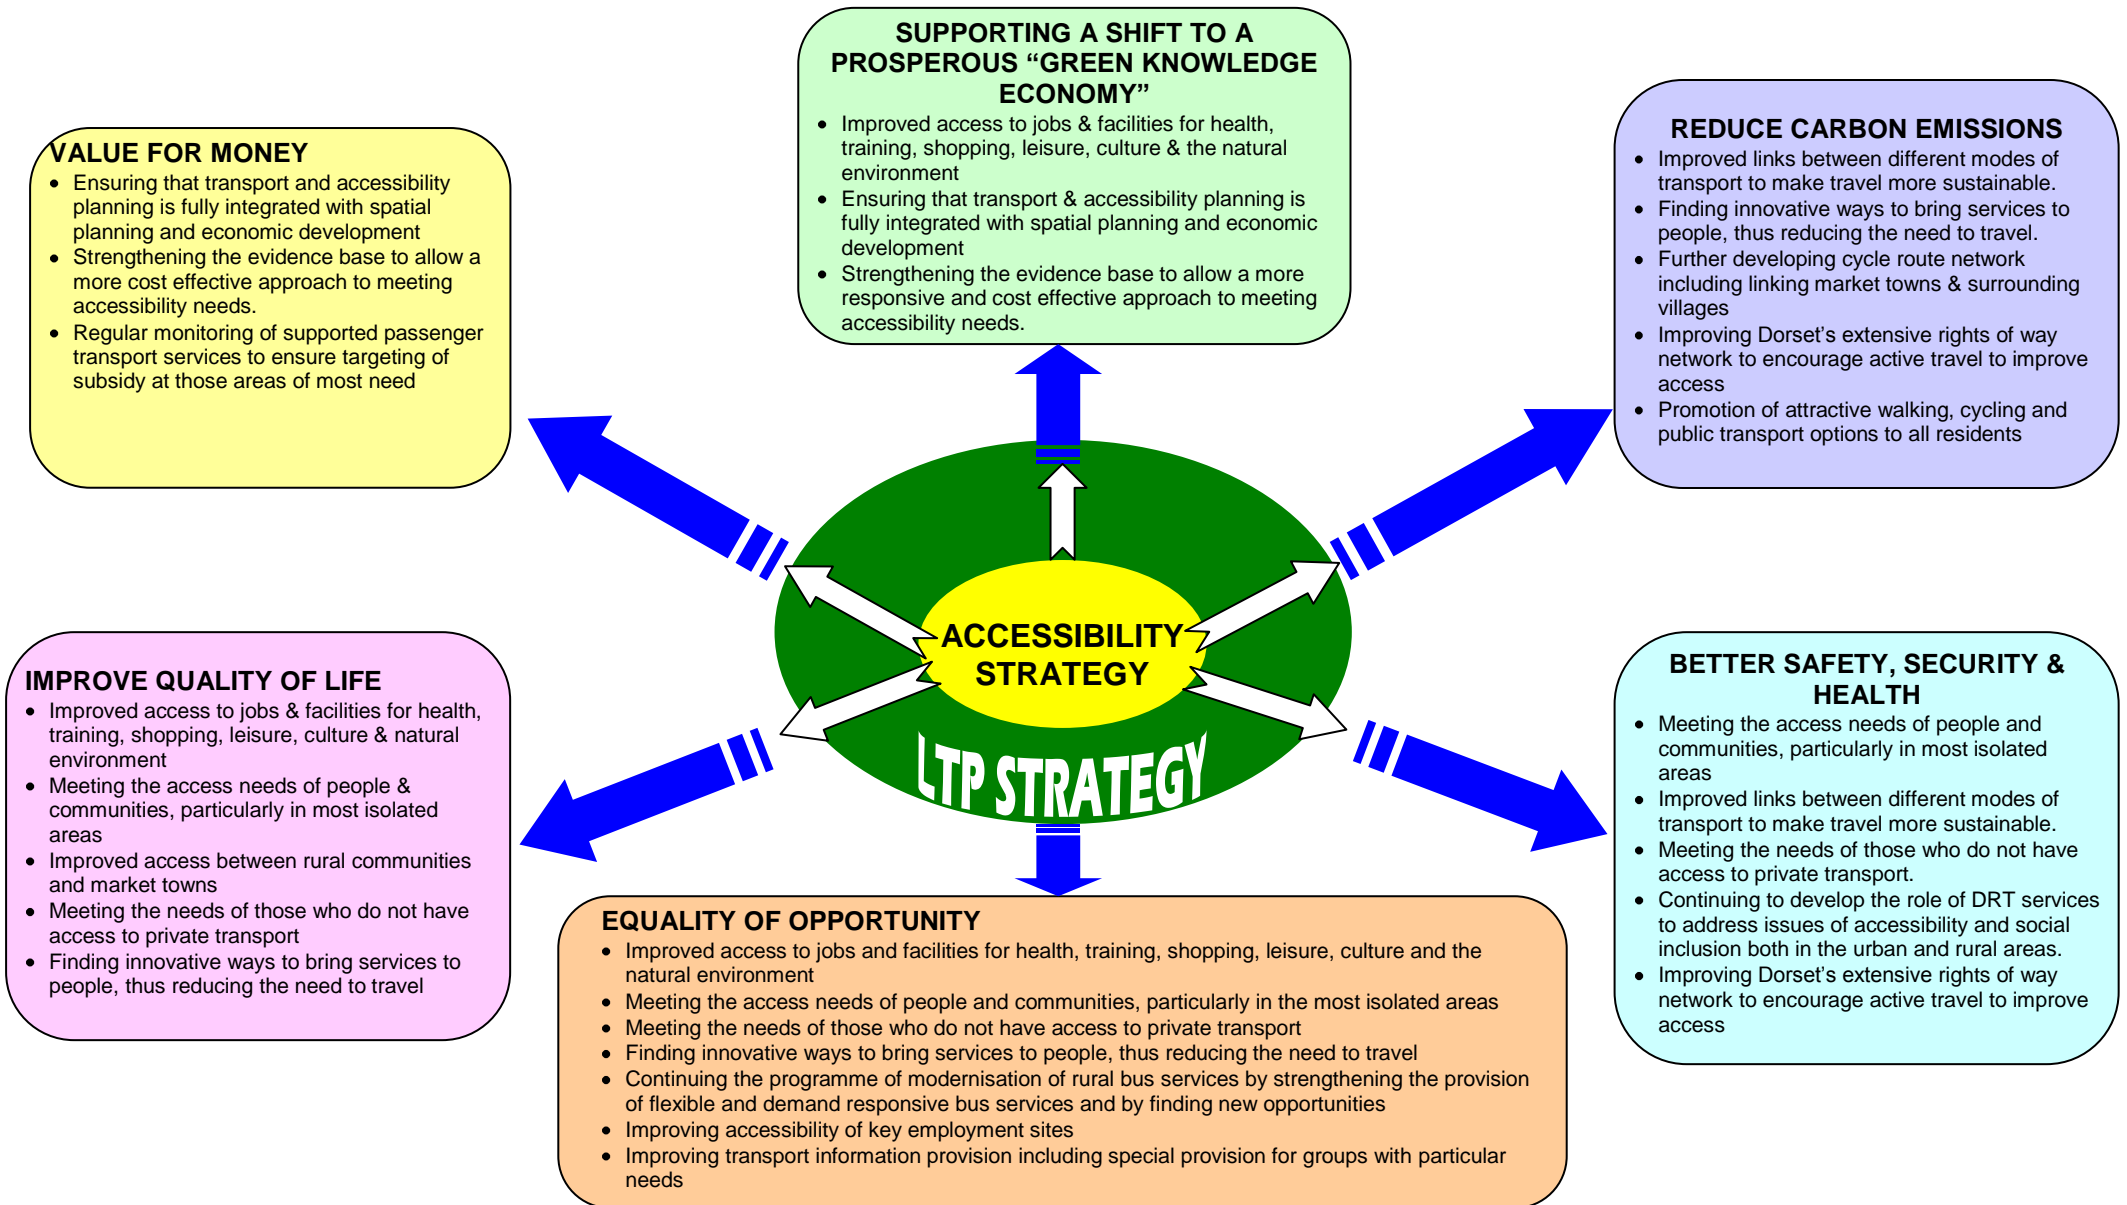 SUPPORTING A SHIFT TO A
PROSPEROUS “GREEN KNOWLEDGE
ECONOMY”
• Improved access to jobs & facilities for health,
training, shopping, leisure, culture & the natural
environment
• Ensuring that transport & accessibility planning is
fully integrated with spatial planning and economic
development
• Strengthening the evidence base to allow a more
responsive and cost effective approach to meeting
accessibility needs.
VALUE FOR MONEY
• Ensuring that transport and accessibility
planning is fully integrated with spatial
planning and economic development
• Strengthening the evidence base to allow a
more cost effective approach to meeting
accessibility needs.
• Regular monitoring of supported passenger
transport services to ensure targeting of
subsidy at those areas of most need
REDUCE CARBON EMISSIONS
• Improved links between different modes of
transport to make travel more sustainable.
• Finding innovative ways to bring services to
people, thus reducing the need to travel.
• Further developing cycle route network
including linking market towns & surrounding
villages
• Improving Dorset’s extensive rights of way
network to encourage active travel to improve
access
• Promotion of attractive walking, cycling and
public transport options to all residents
ACCESSIBILITY
STRATEGY
LTP STRATEGY
IMPROVE QUALITY OF LIFE
• Improved access to jobs & facilities for health,
training, shopping, leisure, culture & natural
environment
• Meeting the access needs of people &
communities, particularly in most isolated
areas
• Improved access between rural communities
and market towns
• Meeting the needs of those who do not have
access to private transport
• Finding innovative ways to bring services to
people, thus reducing the need to travel
BETTER SAFETY, SECURITY &
HEALTH
• Meeting the access needs of people and
communities, particularly in most isolated
areas
• Improved links between different modes of
transport to make travel more sustainable.
• Meeting the needs of those who do not have
access to private transport.
• Continuing to develop the role of DRT services
to address issues of accessibility and social
inclusion both in the urban and rural areas.
• Improving Dorset’s extensive rights of way
network to encourage active travel to improve
access
EQUALITY OF OPPORTUNITY
• Improved access to jobs and facilities for health, training, shopping, leisure, culture and the
natural environment
• Meeting the access needs of people and communities, particularly in the most isolated areas
• Meeting the needs of those who do not have access to private transport
• Finding innovative ways to bring services to people, thus reducing the need to travel
• Continuing the programme of modernisation of rural bus services by strengthening the provision
of flexible and demand responsive bus services and by finding new opportunities
• Improving accessibility of key employment sites
• Improving transport information provision including special provision for groups with particular
needs